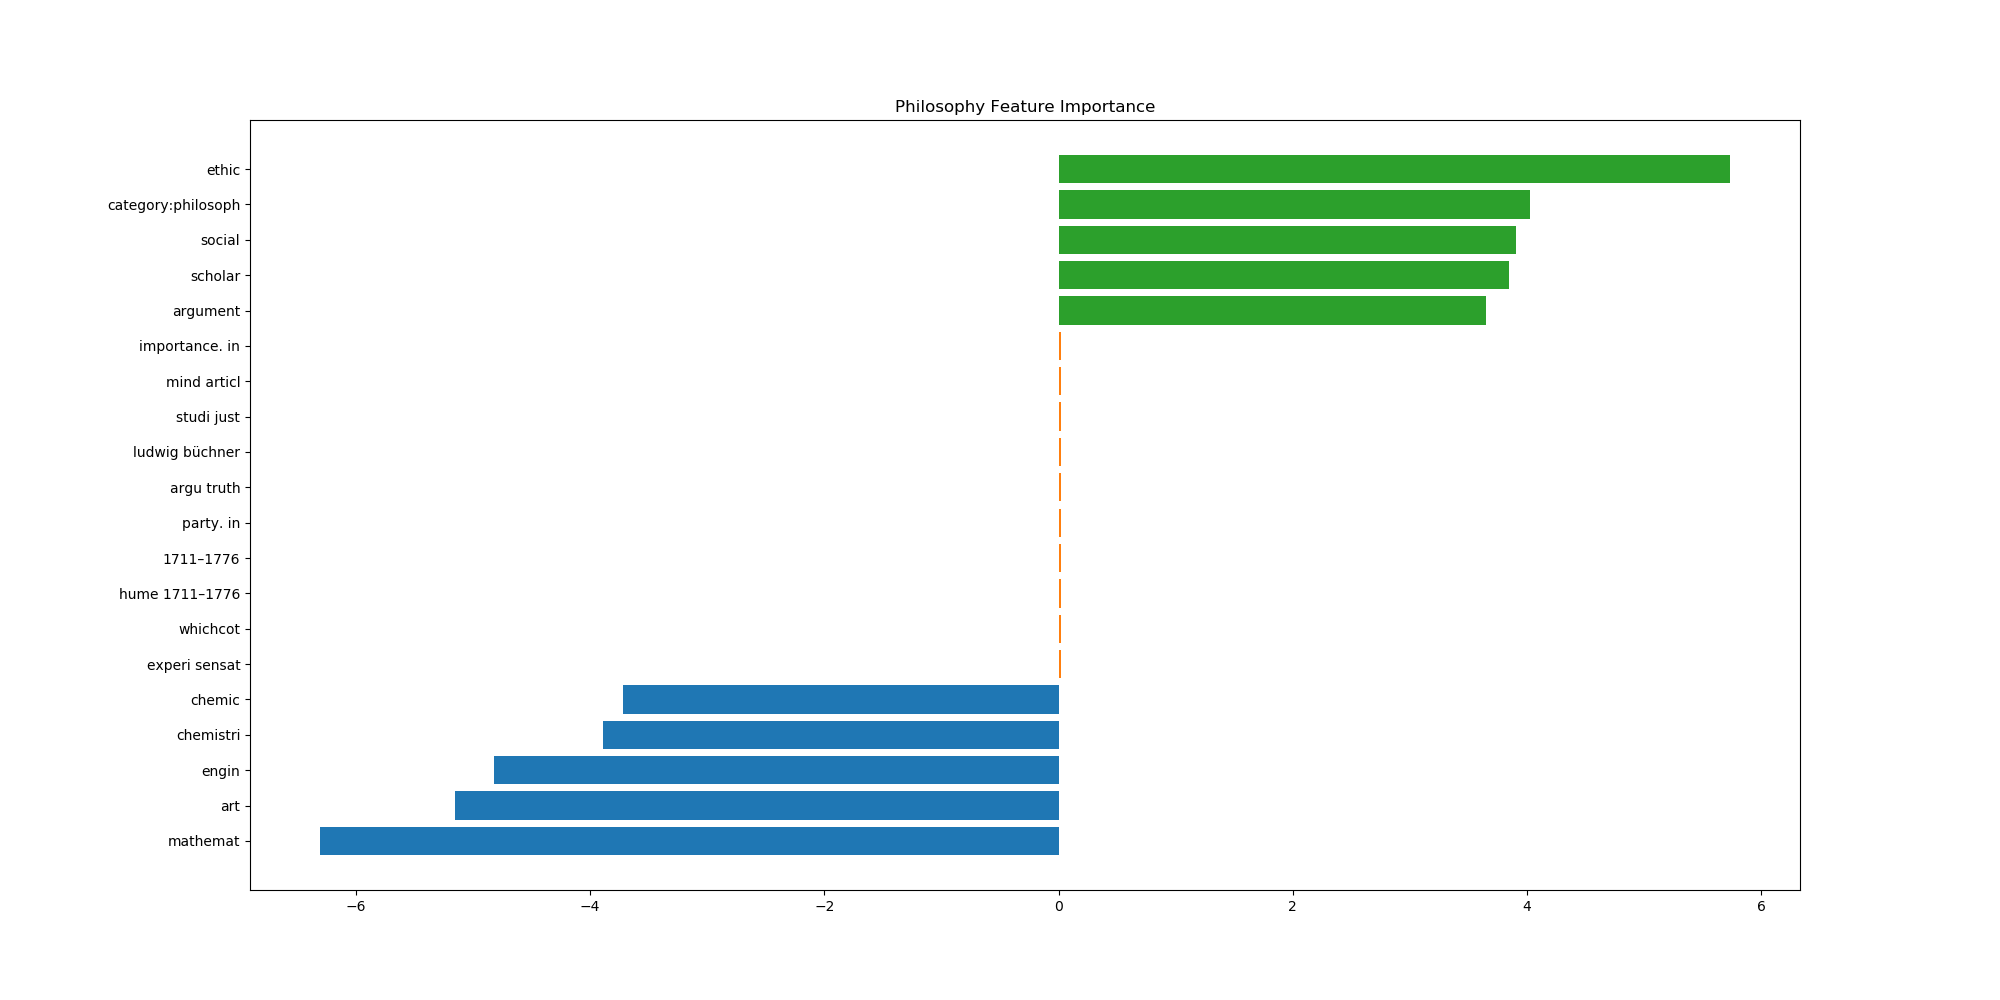 Philosophy Feature Importance
ethic
category:philosoph
social
scholar
argument
importance. in
mind articl
studi just
ludwig büchner
argu truth
party. in
1711–1776
hume 1711–1776
whichcot
experi sensat
chemic
chemistri
engin
art
mathemat
−6 −4 −2 0 2 4 6